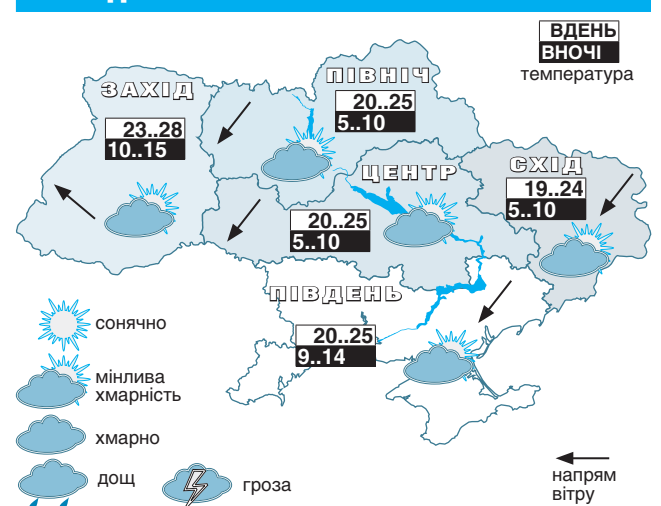 ВДЕНЬ
ВНОЧІ
температура
ПІВНІЧ
20..25
5..10
ЗАХІД
23..28
10..15
ЦЕНТР
20..25
5..10
СХІД
19..24
5..10
ПІВДЕНЬ
20..25
9..14
сонячно
мінлива
хмарність
хмарно
дощ
гроза
напрям
вітру